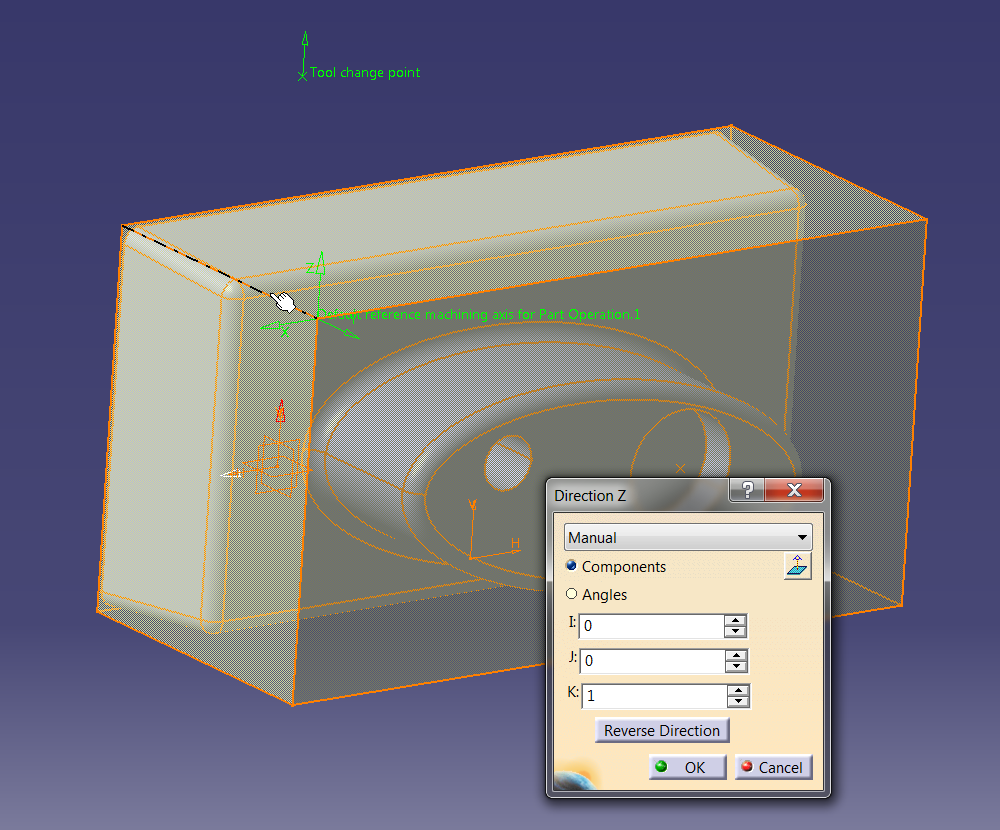 Tool change point
Z
reference machining axis for Part Operation.1
X
V
H
Direction Z
?
X
Manual
Components
Angles
I: 0
J: 0
K: 1
Reverse Direction
OK
Cancel